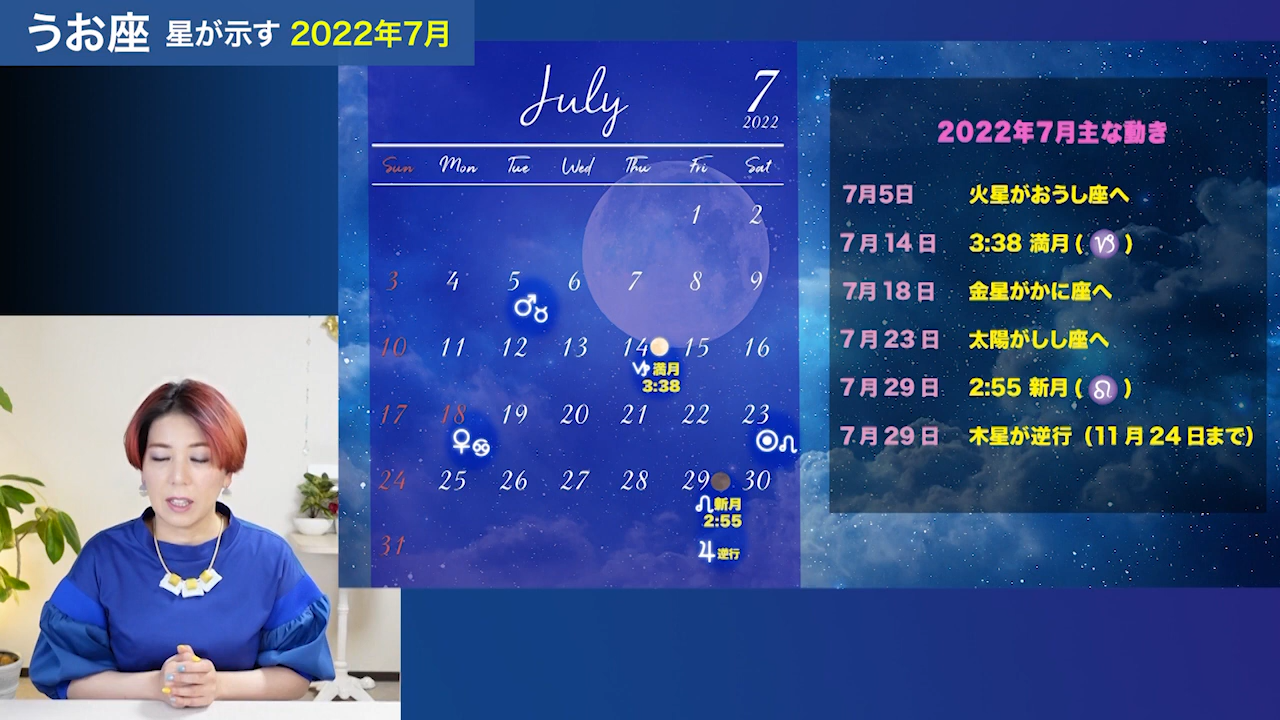 うお座 星が示す 2022年7月
July 7
2022
Sun Mon Tue Wed Thu Fri Sat
1 2
3 4 5 6 7 8 9
♂♉
10 11 12 13 14 15 16
♑満月
3:38
17 18 19 20 21 22 23
♀♋ ☉♌
24 25 26 27 28 29 30
♌新月
2:55
♃逆行
31
2022年7月主な動き
7月5日 火星がおうし座へ
7月14日 3:38 満月(♑)
7月18日 金星がかに座へ
7月23日 太陽がしし座へ
7月29日 2:55 新月(♌)
7月29日 木星が逆行（11月24日まで）